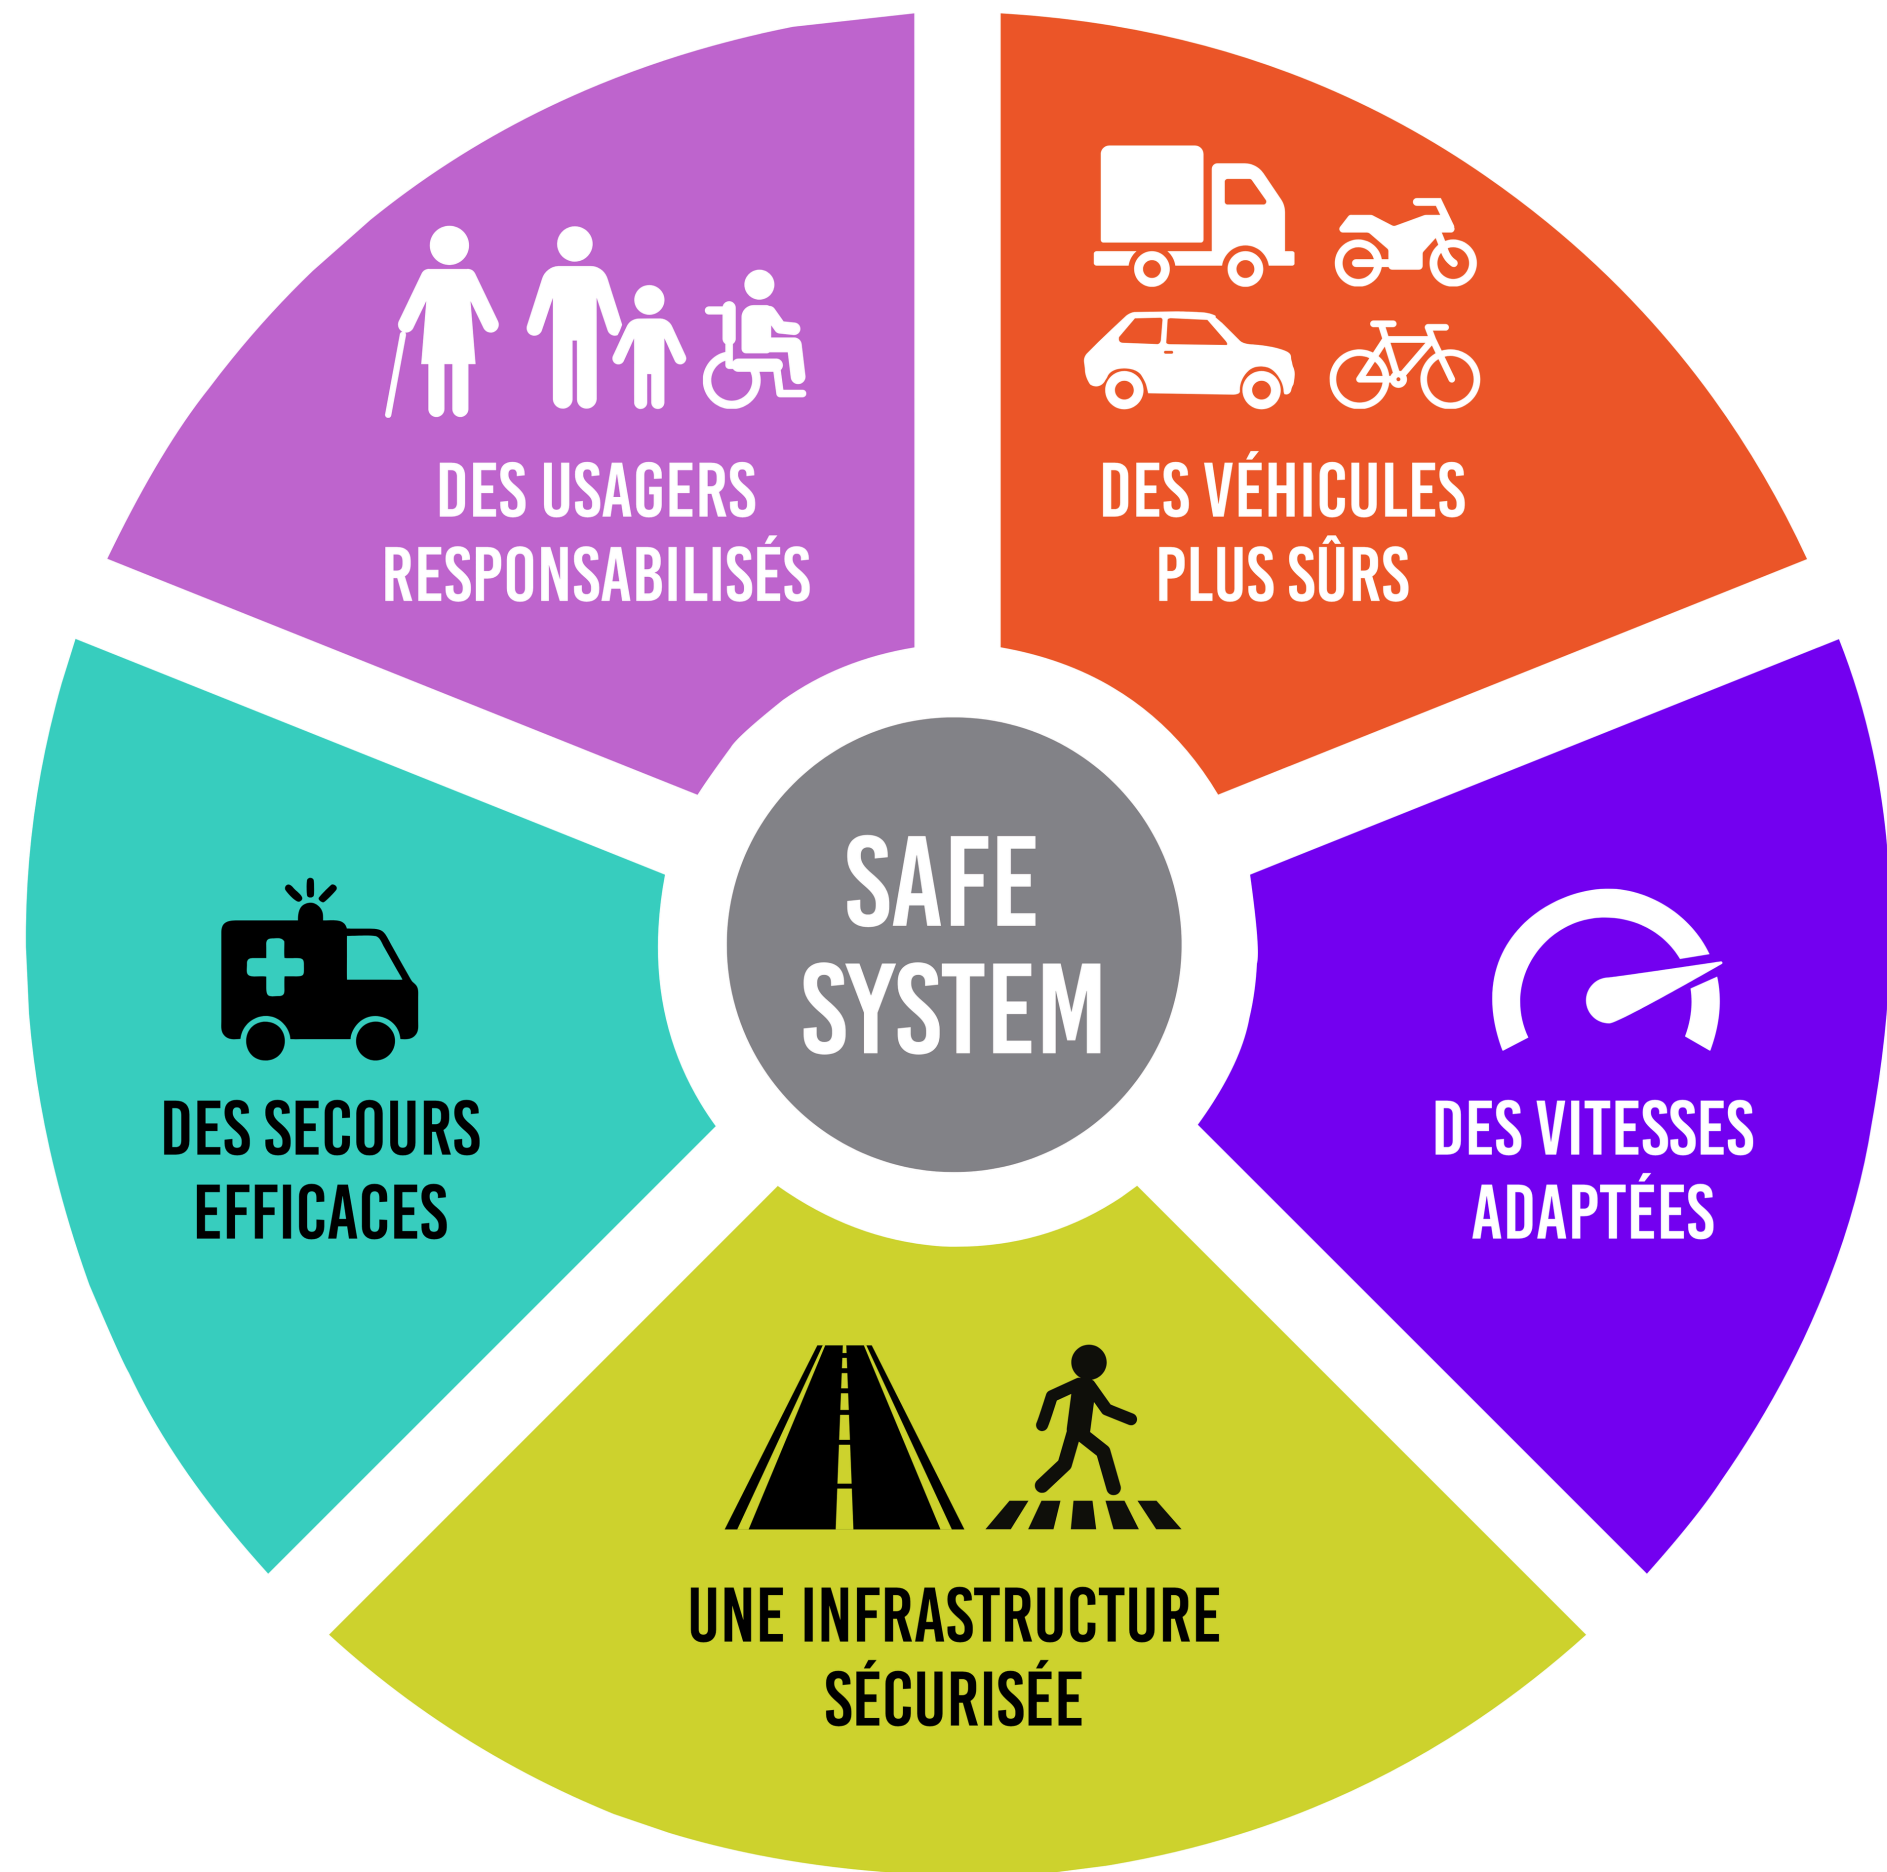 DES USAGERS
RESPONSABILISÉS
DES VÉHICULES
PLUS SÛRS
SAFE
SYSTEM
DES SECOURS
EFFICACES
DES VITESSES
ADAPTÉES
UNE INFRASTRUCTURE
SÉCURISÉE